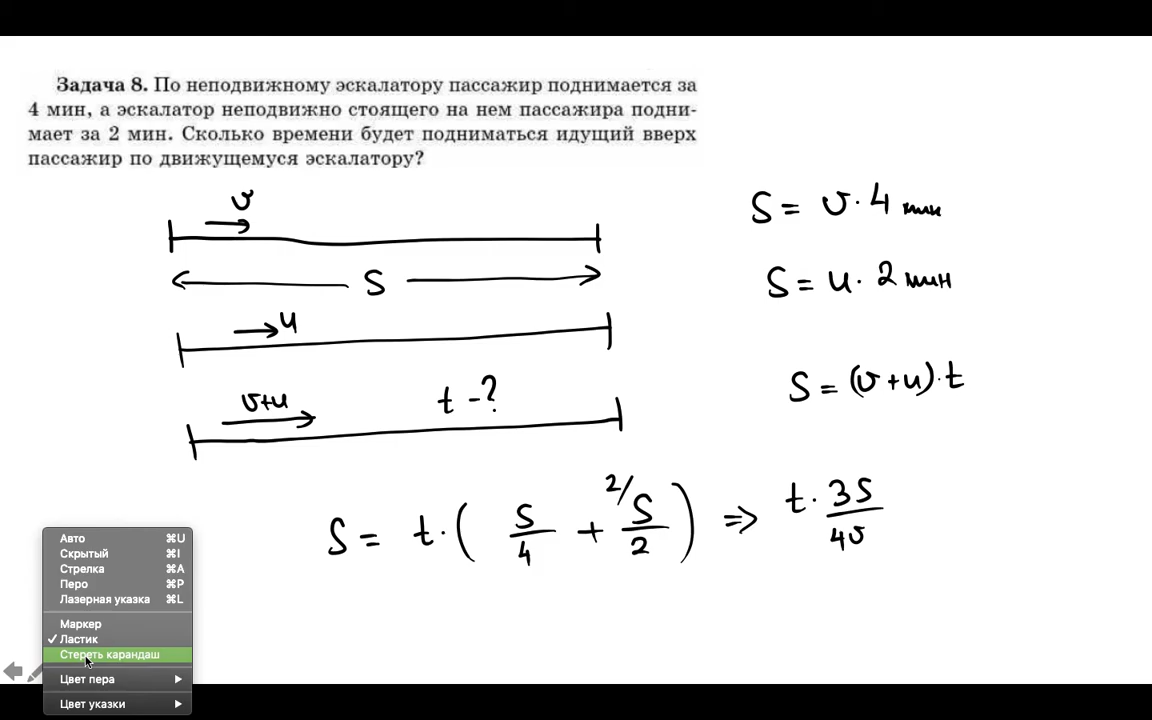 Задача 8. По неподвижному эскалатору пассажир поднимается за
4 мин, а эскалатор неподвижно стоящего на нем пассажира подни-
мает за 2 мин. Сколько времени будет подниматься идущий вверх
пассажир по движущемуся эскалатору?
υ
S = υ · 4 мин
S
S = u · 2 мин
u
S = (υ+u) · t
υ+u
t -?
S = t · ( S/4 + 2/ S/2 ) => t · 3S/4υ
Авто ⌘U
Скрытый ⌘I
Стрелка ⌘A
Перо ⌘P
Лазерная указка ⌘L
Маркер
✓ Ластик
Стереть карандаш
Цвет пера ▶
Цвет указки ▶